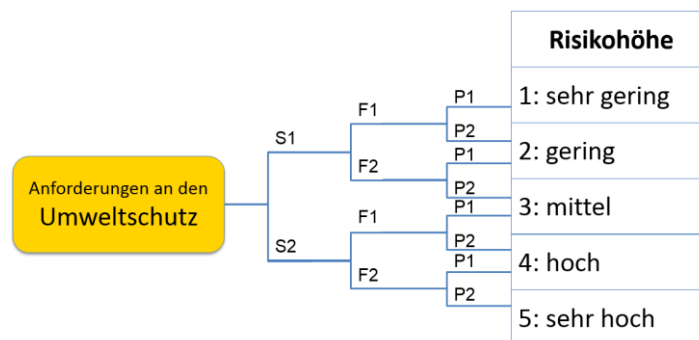 Risikohöhe
Anforderungen an den
Umweltschutz
S1
S2
F1
F2
F1
F2
P1
P2
P1
P2
P1
P2
P1
P2
1: sehr gering
2: gering
3: mittel
4: hoch
5: sehr hoch